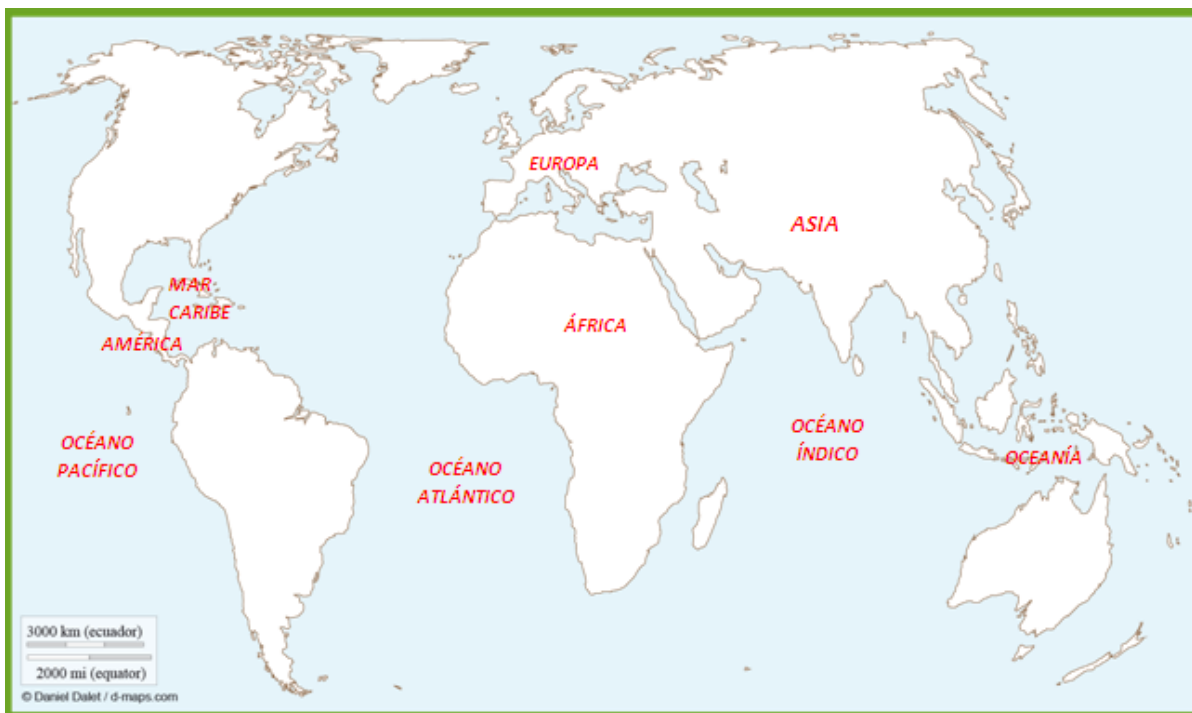 EUROPA
ASIA
MAR
CARIBE
ÁFRICA
AMÉRICA
OCÉANO
PACÍFICO
OCÉANO
ATLÁNTICO
OCÉANO
ÍNDICO
OCEANÍA
3000 km (ecuador)
2000 mi (equator)
© Daniel Dalet / d-maps.com